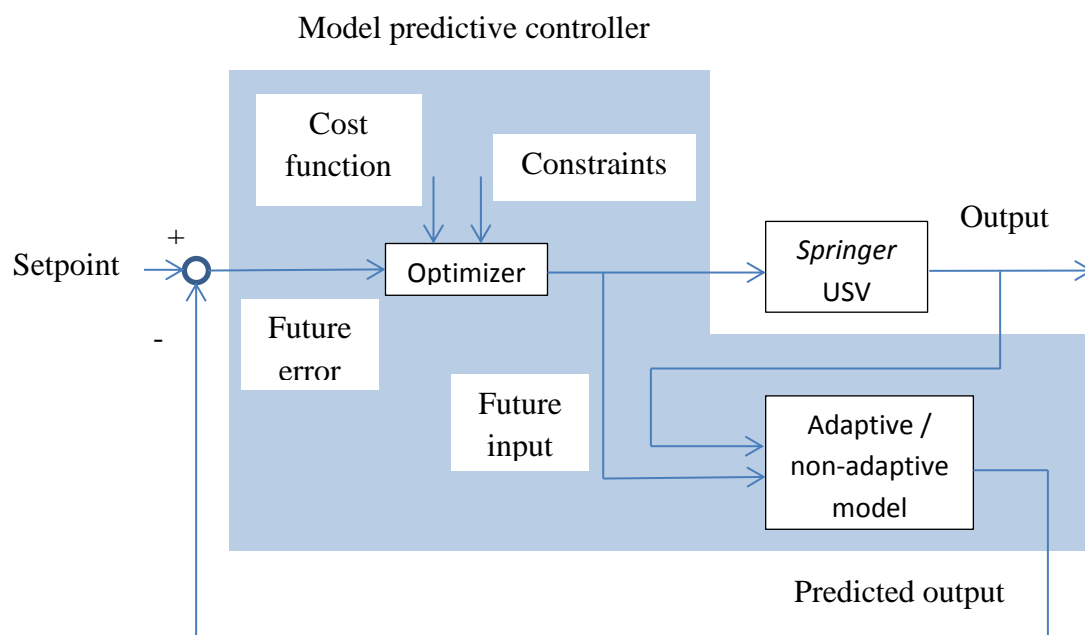 Model predictive controller
Cost
function
Constraints
Output
+
Setpoint
Optimizer
Springer
USV
-
Future
error
Future
input
Adaptive /
non-adaptive
model
Predicted output